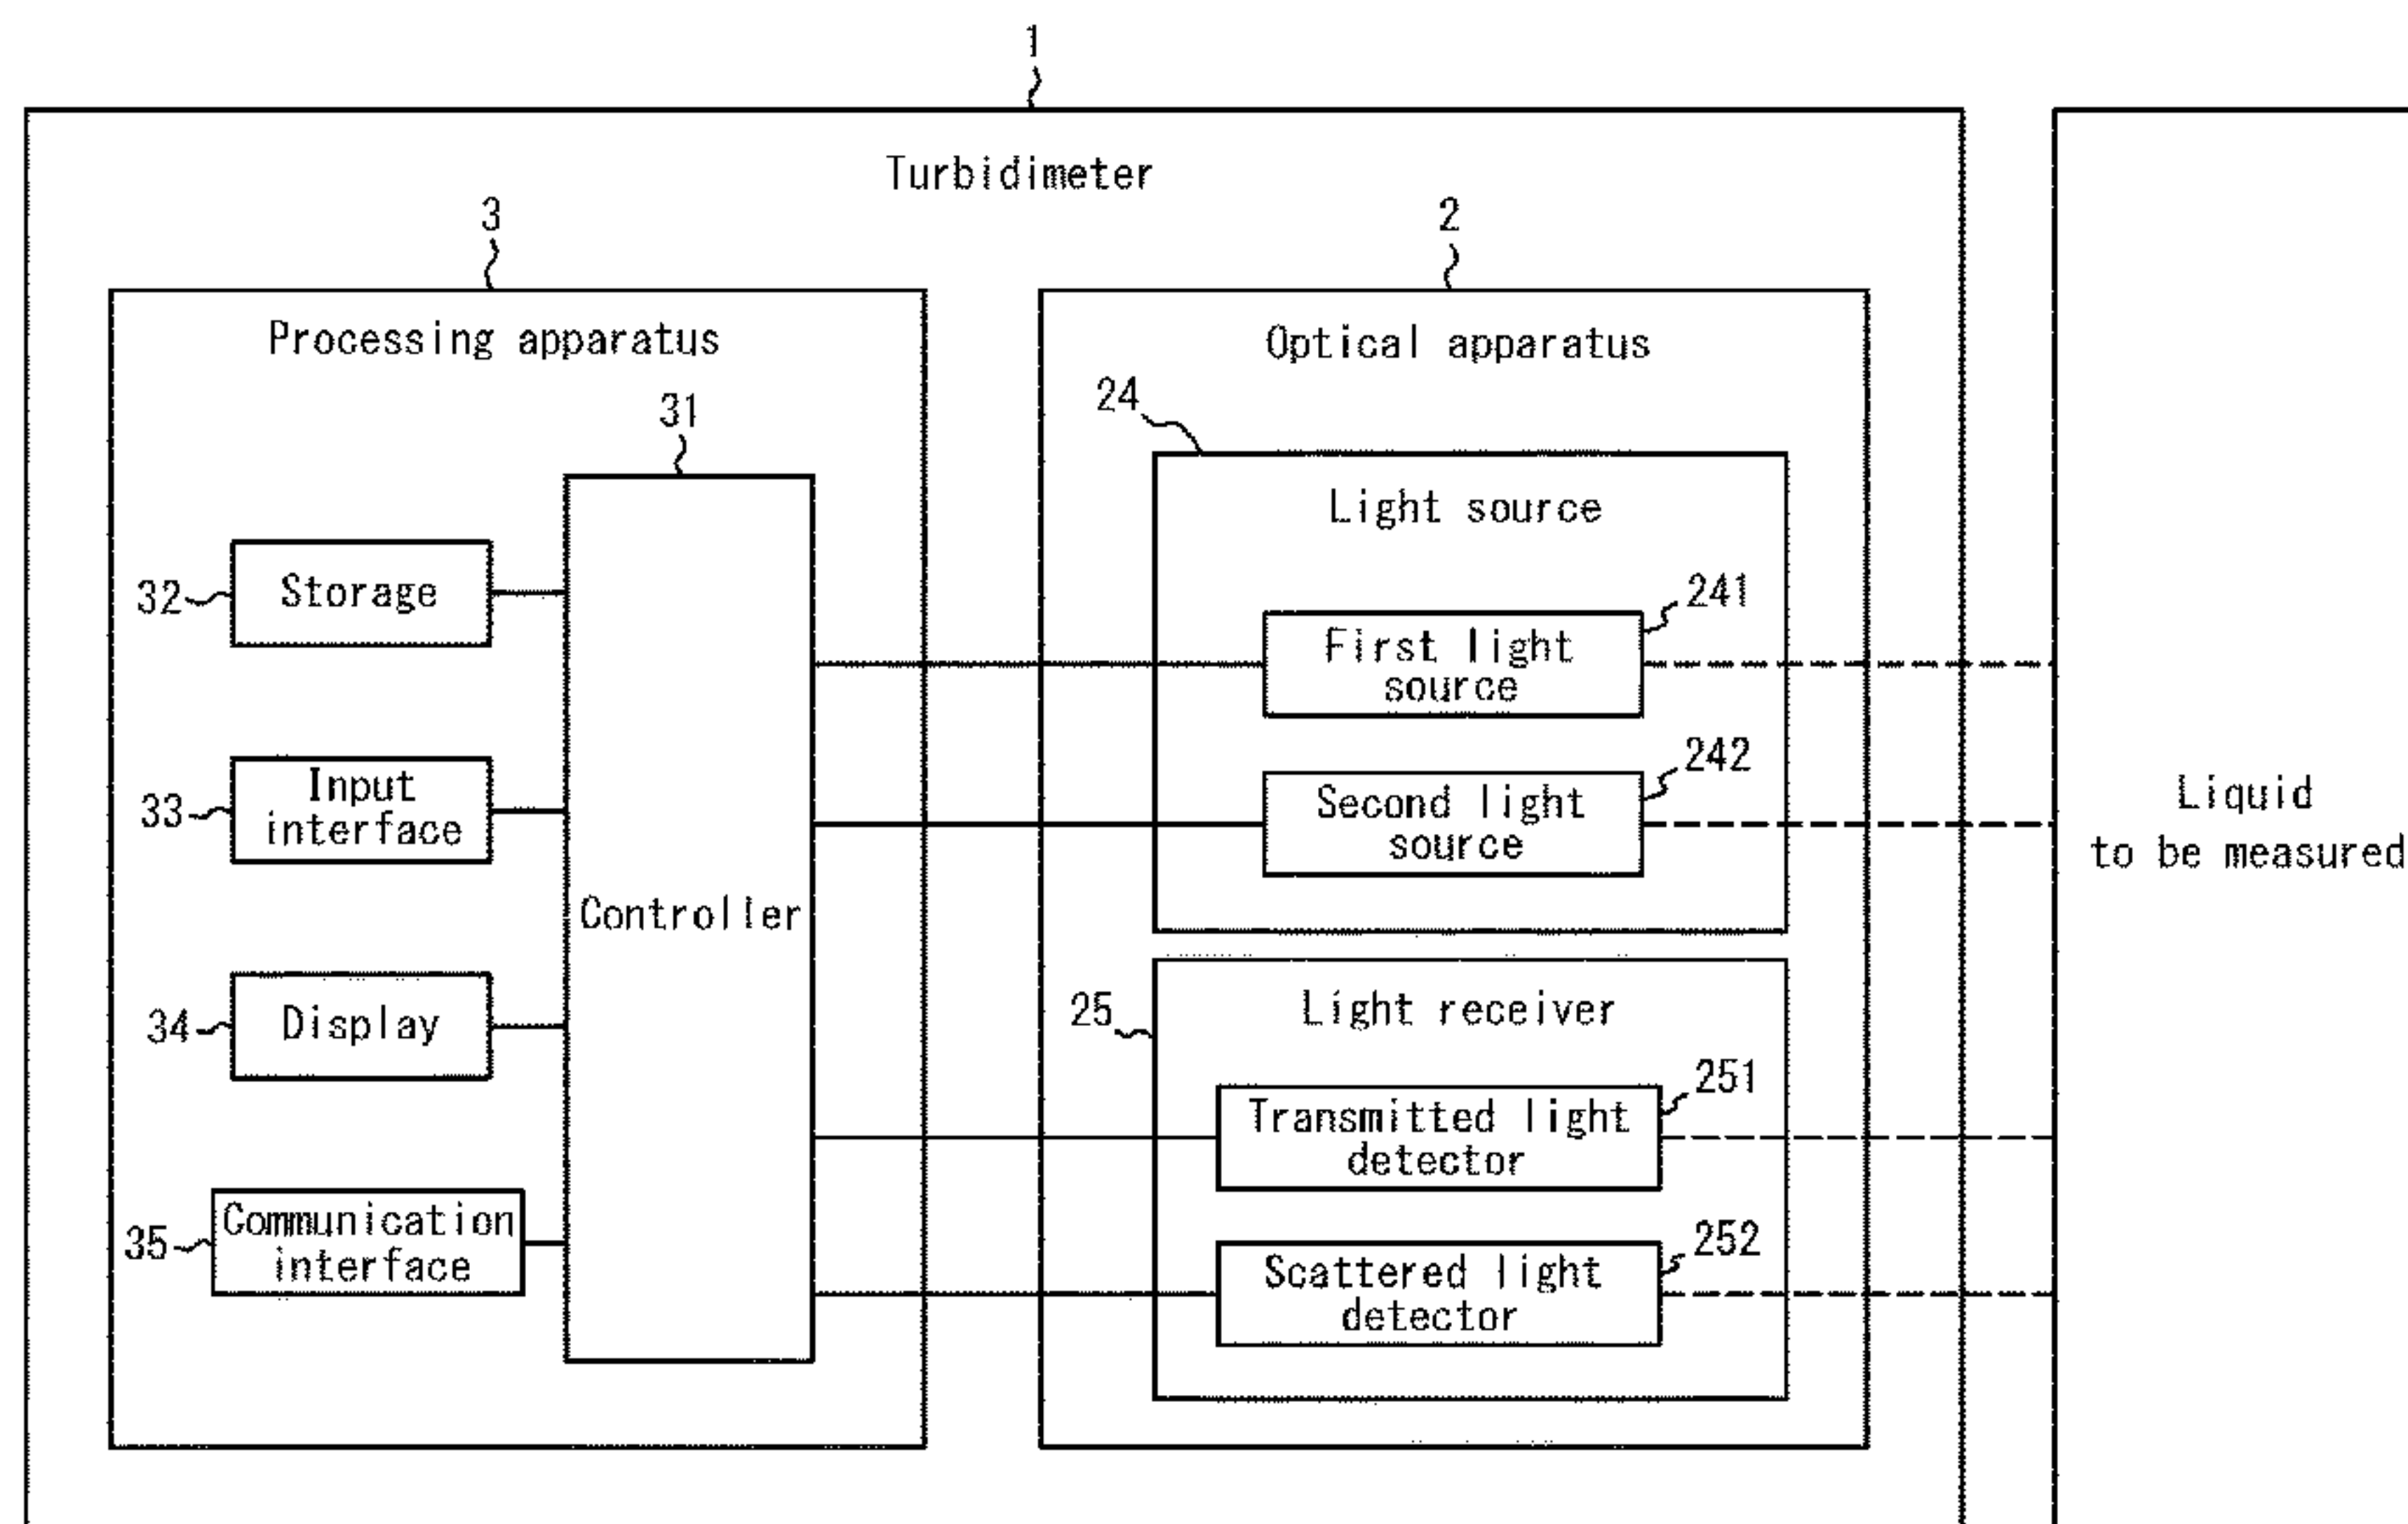 1
Turbidimeter
3
Processing apparatus
31
Controller
32
Storage
33
Input
interface
34
Display
35
Communication
interface
2
Optical apparatus
24
Light source
241
First light
source
242
Second light
source
25
Light receiver
251
Transmitted light
detector
252
Scattered light
detector
Liquid
to be measured